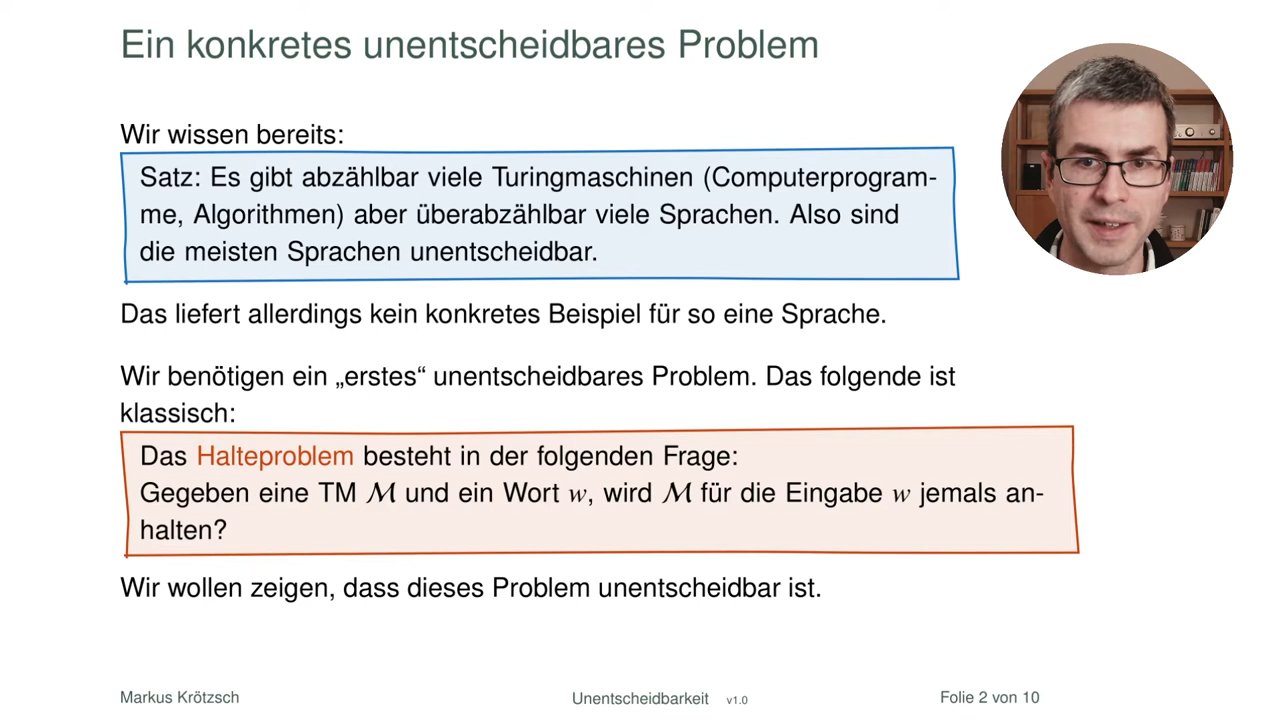 Ein konkretes unentscheidbares Problem
Wir wissen bereits:
Satz: Es gibt abzählbar viele Turingmaschinen (Computerprogram-
me, Algorithmen) aber überabzählbar viele Sprachen. Also sind
die meisten Sprachen unentscheidbar.
Das liefert allerdings kein konkretes Beispiel für so eine Sprache.
Wir benötigen ein „erstes“ unentscheidbares Problem. Das folgende ist
klassisch:
Das Halteproblem besteht in der folgenden Frage:
Gegeben eine TM ℳ und ein Wort w, wird ℳ für die Eingabe w jemals an-
halten?
Wir wollen zeigen, dass dieses Problem unentscheidbar ist.
Markus Krötzsch
Unentscheidbarkeit v1.0
Folie 2 von 10